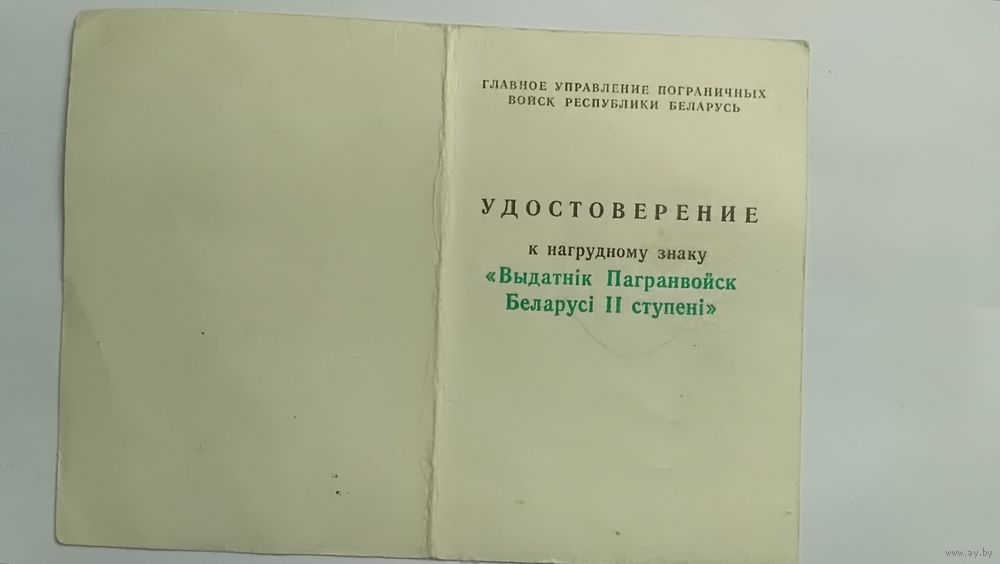 ГЛАВНОЕ УПРАВЛЕНИЕ ПОГРАНИЧНЫХ
ВОЙСК РЕСПУБЛИКИ БЕЛАРУСЬ
УДОСТОВЕРЕНИЕ
к нагрудному знаку
«Выдатнік Пагранвойск
Беларусі II ступені»
www.ay.by